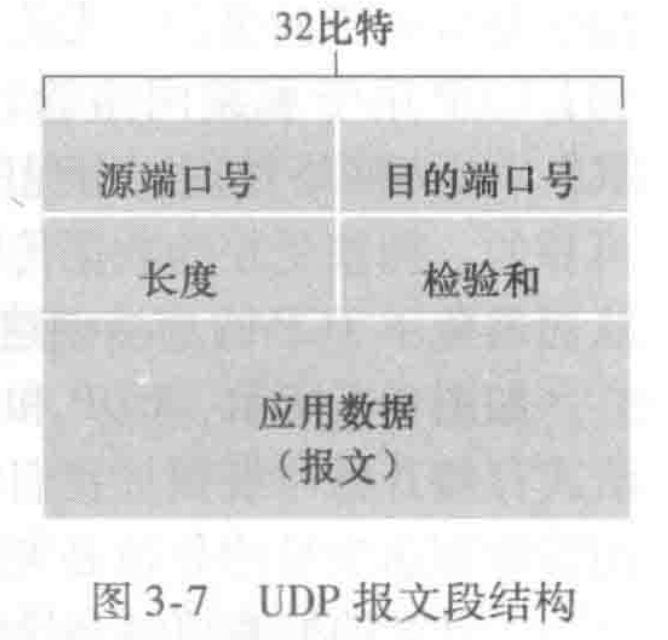 32比特
源端口号 目的端口号
长度 检验和
应用数据
（报文）
图 3-7 UDP 报文段结构